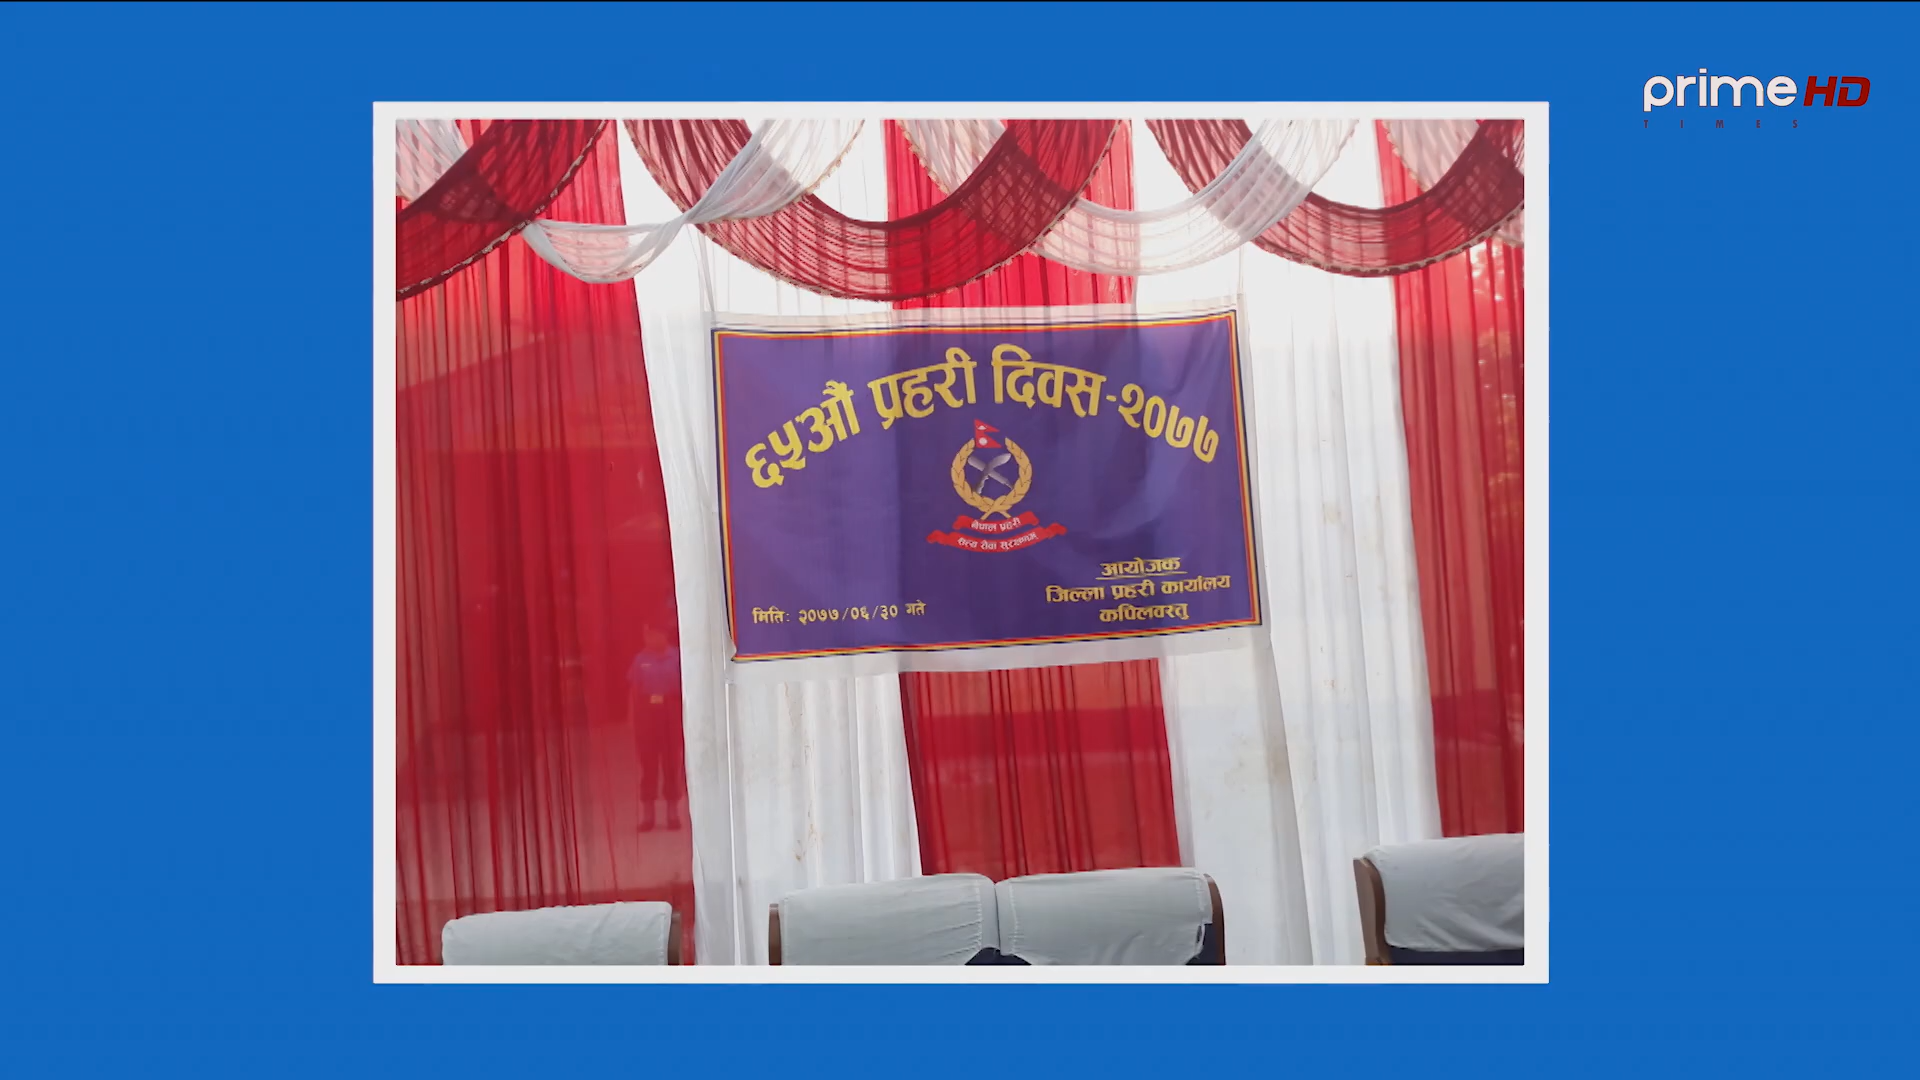 prime HD
TIMES
६५औं प्रहरी दिवस-२०७७
नेपाल प्रहरी
सत्य सेवा सुरक्षणम्
आयोजक
जिल्ला प्रहरी कार्यालय
कपिलवस्तु
मिति: २०७७/०६/३० गते